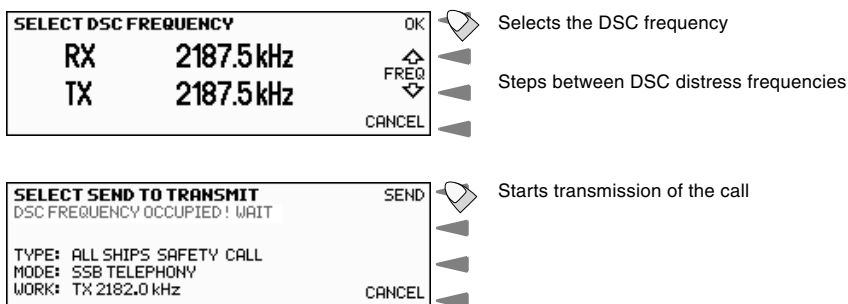 SELECT DSC FREQUENCY OK
Selects the DSC frequency
RX 2187.5 kHz
FREQ
Steps between DSC distress frequencies
TX 2187.5 kHz
CANCEL
SELECT SEND TO TRANSMIT SEND
Starts transmission of the call
DSC FREQUENCY OCCUPIED! WAIT
TYPE: ALL SHIPS SAFETY CALL
MODE: SSB TELEPHONY
WORK: TX 2182.0 kHz CANCEL